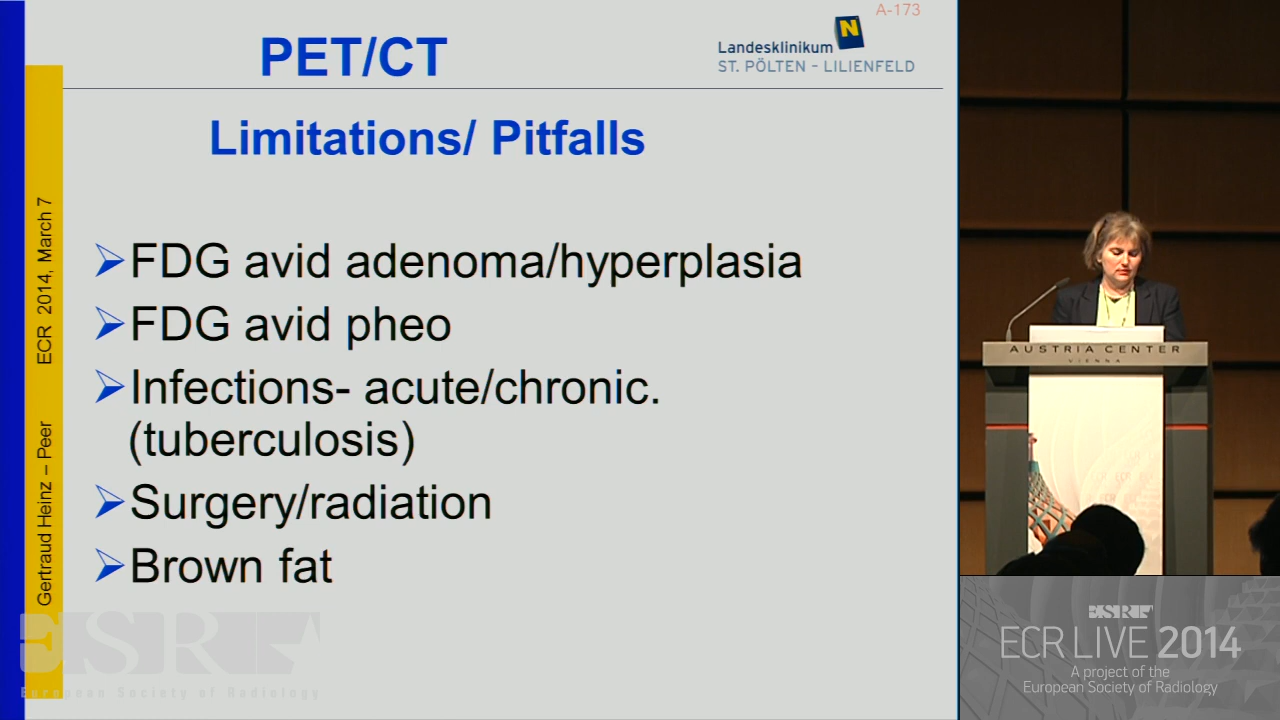 A-173
PET/CT
Landesklinikum
N
ST. PÖLTEN – LILIENFELD
Limitations/ Pitfalls
FDG avid adenoma/hyperplasia
FDG avid pheo
Infections- acute/chronic.
(tuberculosis)
Surgery/radiation
Brown fat
Gertraud Heinz – Peer ECR 2014, March 7
ESR
European Society of Radiology
AUSTRIA CENTER
VIENNA
ESR
ECR LIVE 2014
A project of the
European Society of Radiology